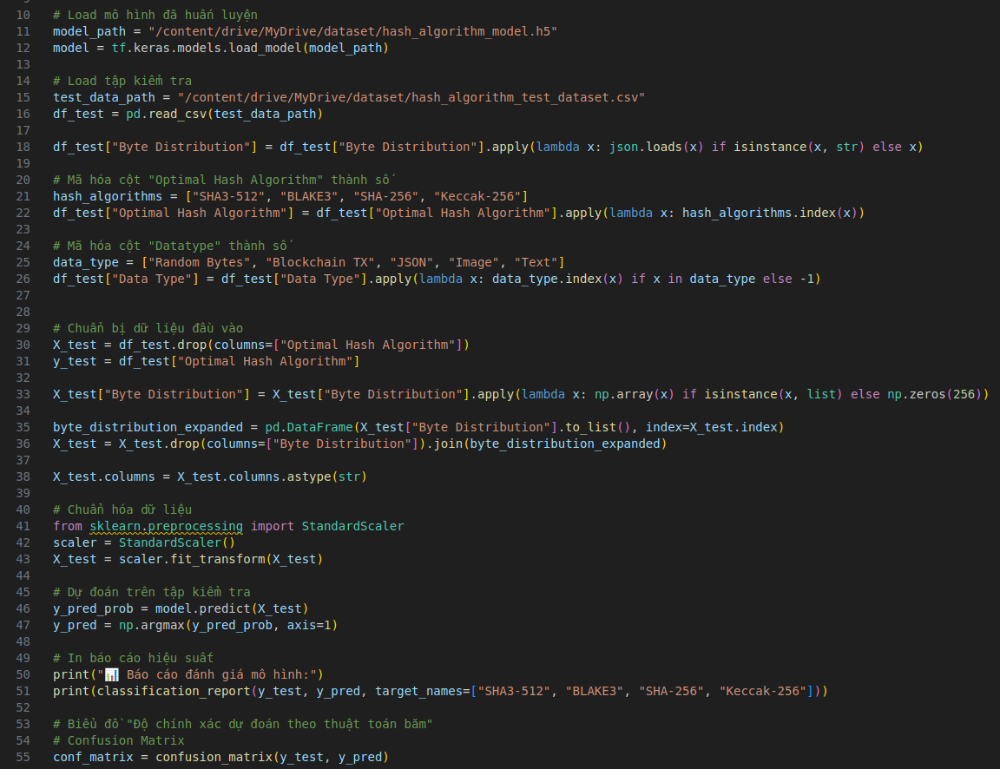 10 # Load mô hình đã huấn luyện
11 model_path = "/content/drive/MyDrive/dataset/hash_algorithm_model.h5"
12 model = tf.keras.models.load_model(model_path)
13
14 # Load tập kiểm tra
15 test_data_path = "/content/drive/MyDrive/dataset/hash_algorithm_test_dataset.csv"
16 df_test = pd.read_csv(test_data_path)
17
18 df_test["Byte Distribution"] = df_test["Byte Distribution"].apply(lambda x: json.loads(x) if isinstance(x, str) else x)
19
20 # Mã hóa cột "Optimal Hash Algorithm" thành số
21 hash_algorithms = ["SHA3-512", "BLAKE3", "SHA-256", "Keccak-256"]
22 df_test["Optimal Hash Algorithm"] = df_test["Optimal Hash Algorithm"].apply(lambda x: hash_algorithms.index(x))
23
24 # Mã hóa cột "Datatype" thành số
25 data_type = ["Random Bytes", "Blockchain TX", "JSON", "Image", "Text"]
26 df_test["Data Type"] = df_test["Data Type"].apply(lambda x: data_type.index(x) if x in data_type else -1)
27
28
29 # Chuẩn bị dữ liệu đầu vào
30 X_test = df_test.drop(columns=["Optimal Hash Algorithm"])
31 y_test = df_test["Optimal Hash Algorithm"]
32
33 X_test["Byte Distribution"] = X_test["Byte Distribution"].apply(lambda x: np.array(x) if isinstance(x, list) else np.zeros(256))
34
35 byte_distribution_expanded = pd.DataFrame(X_test["Byte Distribution"].to_list(), index=X_test.index)
36 X_test = X_test.drop(columns=["Byte Distribution"]).join(byte_distribution_expanded)
37
38 X_test.columns = X_test.columns.astype(str)
39
40 # Chuẩn hóa dữ liệu
41 from sklearn.preprocessing import StandardScaler
42 scaler = StandardScaler()
43 X_test = scaler.fit_transform(X_test)
44
45 # Dự đoán trên tập kiểm tra
46 y_pred_prob = model.predict(X_test)
47 y_pred = np.argmax(y_pred_prob, axis=1)
48
49 # In báo cáo hiệu suất
50 print("📊 Báo cáo đánh giá mô hình:")
51 print(classification_report(y_test, y_pred, target_names=["SHA3-512", "BLAKE3", "SHA-256", "Keccak-256"]))
52
53 # Biểu đồ "Độ chính xác dự đoán theo thuật toán băm"
54 # Confusion Matrix
55 conf_matrix = confusion_matrix(y_test, y_pred)